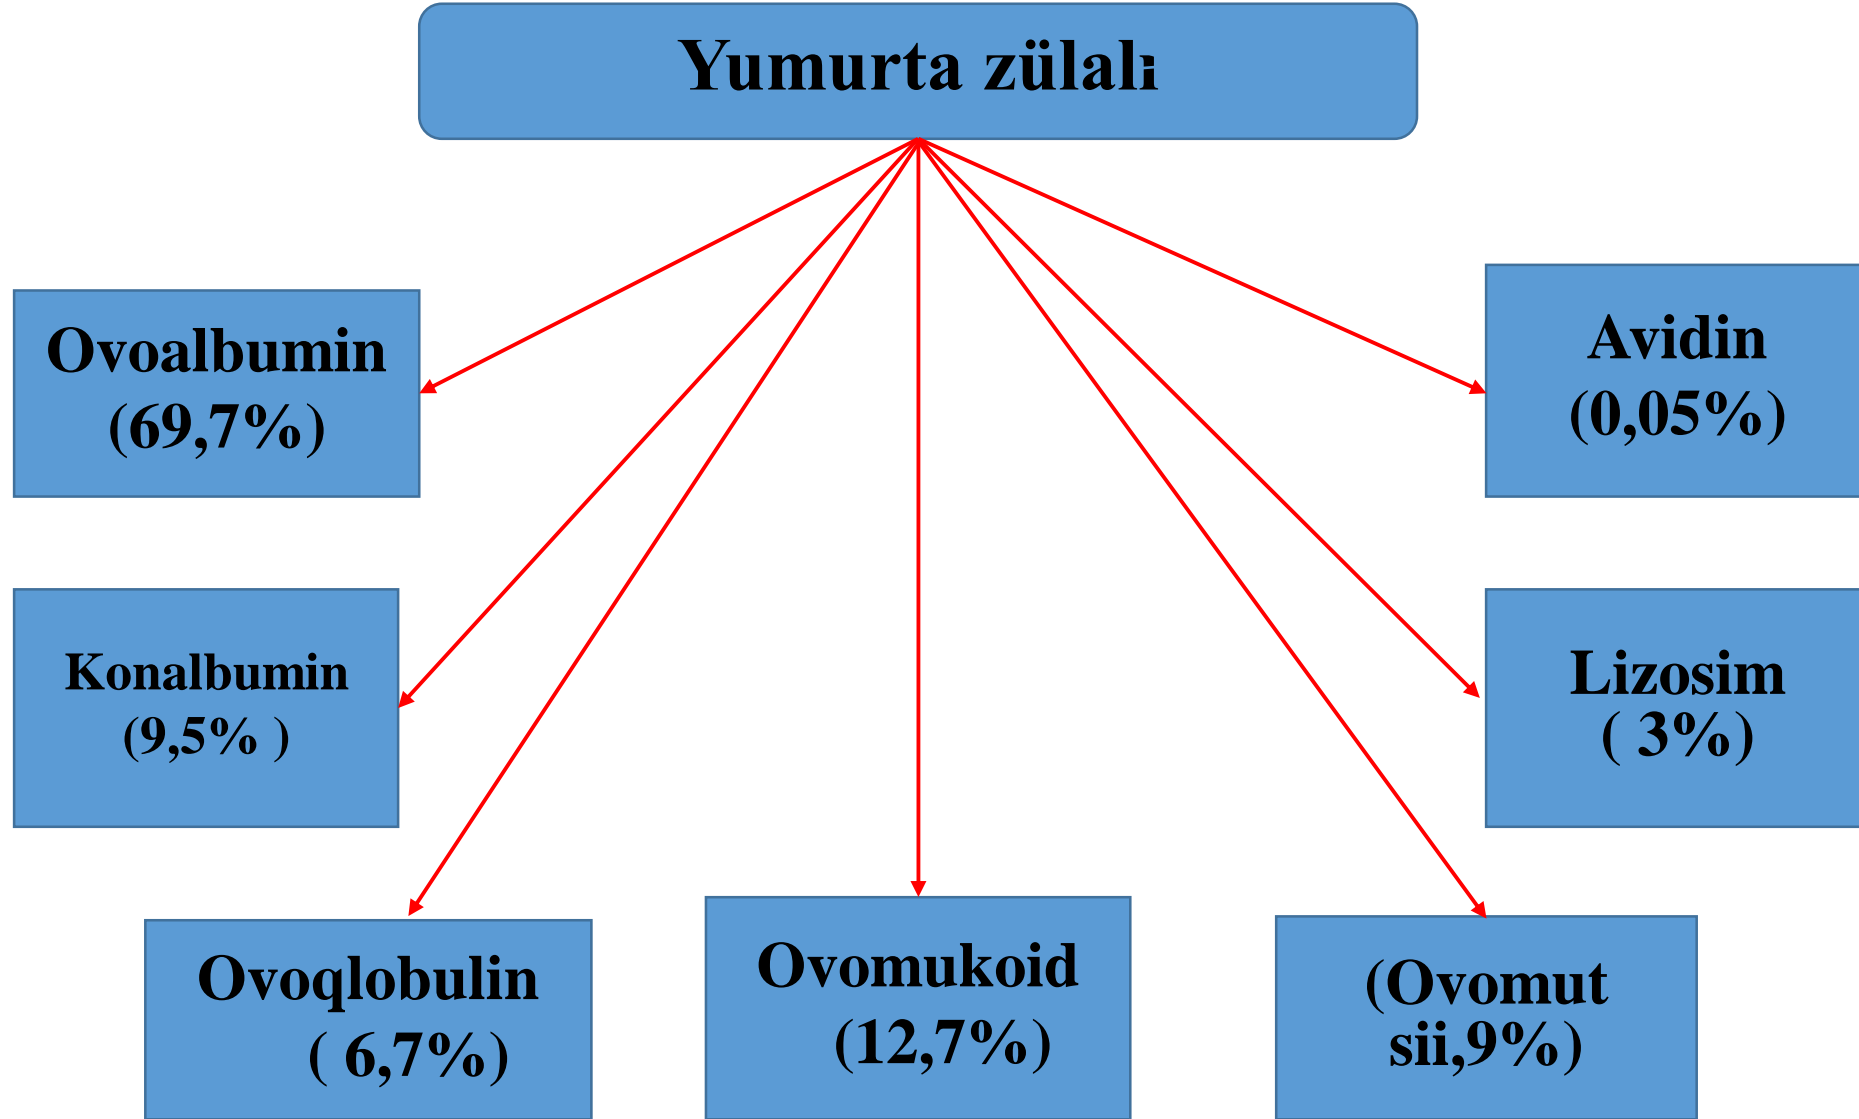 Yumurta zülalı
Ovoalbumin
(69,7%)
Avidin
(0,05%)
Konalbumin
(9,5% )
Lizosim
( 3%)
Ovoqlobulin
( 6,7%)
Ovomukoid
(12,7%)
(Ovomut
sii,9%)